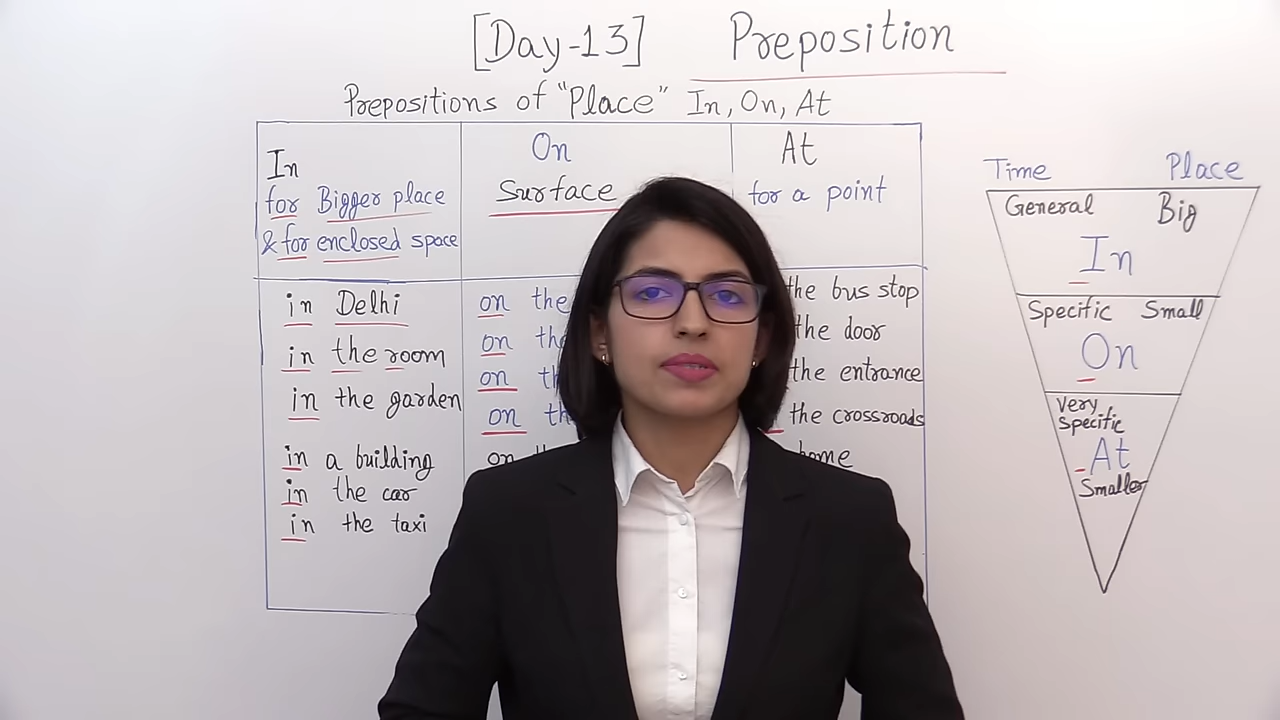 [Day-13] Preposition
Prepositions of "Place" In, On, At
In
for Bigger place
& for enclosed space
in Delhi
in the room
in the garden
in a building
in the car
in the taxi
On
Surface
on the
on
on
on
on
At
for a point
the bus stop
the door
the entrance
the crossroads
home
Time Place
General Big
In
Specific Small
On
Very
Specific
At
Smaller